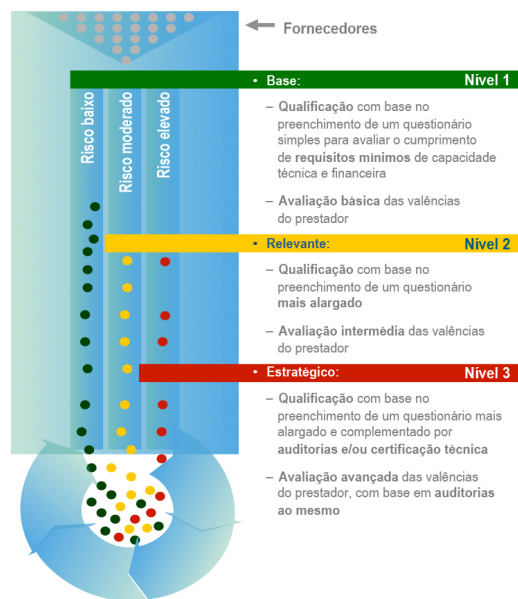 Fornecedores
Risco baixo
Risco moderado
Risco elevado
• Base: Nível 1
– Qualificação com base no
preenchimento de um questionário
simples para avaliar o cumprimento
de requisitos mínimos de capacidade
técnica e financeira
– Avaliação básica das valências
do prestador
• Relevante: Nível 2
– Qualificação com base no
preenchimento de um questionário
mais alargado
– Avaliação intermédia das valências
do prestador
• Estratégico: Nível 3
– Qualificação com base no
preenchimento de um questionário mais
alargado e complementado por
auditorias e/ou certificação técnica
– Avaliação avançada das valências
do prestador, com base em auditorias
ao mesmo